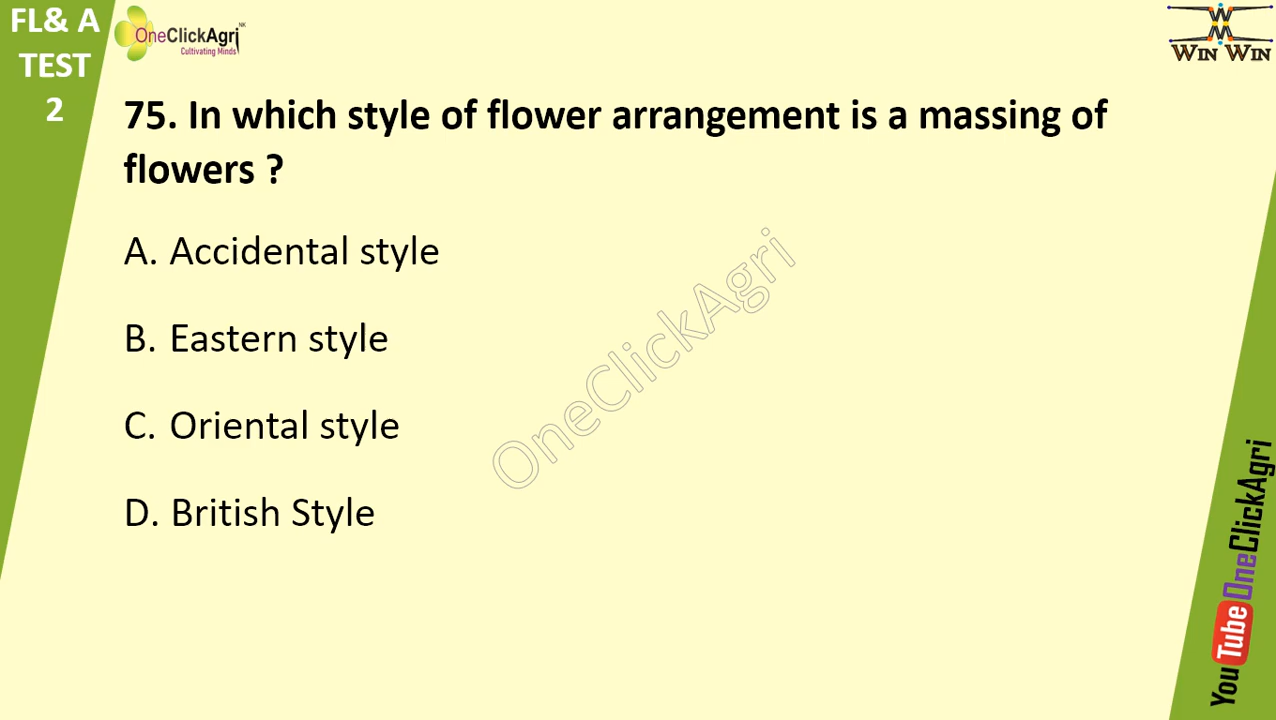 FL& A
TEST
2
OneClickAgri NK
Cultivating Minds
WIN WIN
75. In which style of flower arrangement is a massing of
flowers ?
A. Accidental style
B. Eastern style
C. Oriental style
D. British Style
OneClickAgri
YouTube OneClickAgri